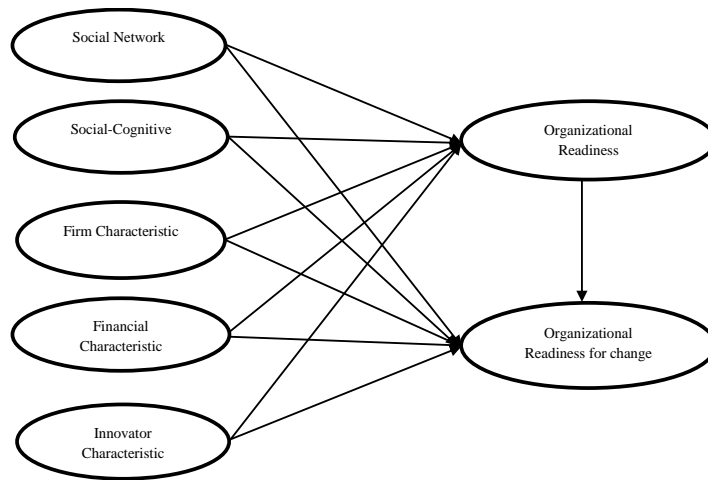 Social Network
Social-Cognitive
Firm Characteristic
Financial
Characteristic
Innovator
Characteristic
Organizational
Readiness
Organizational
Readiness for change